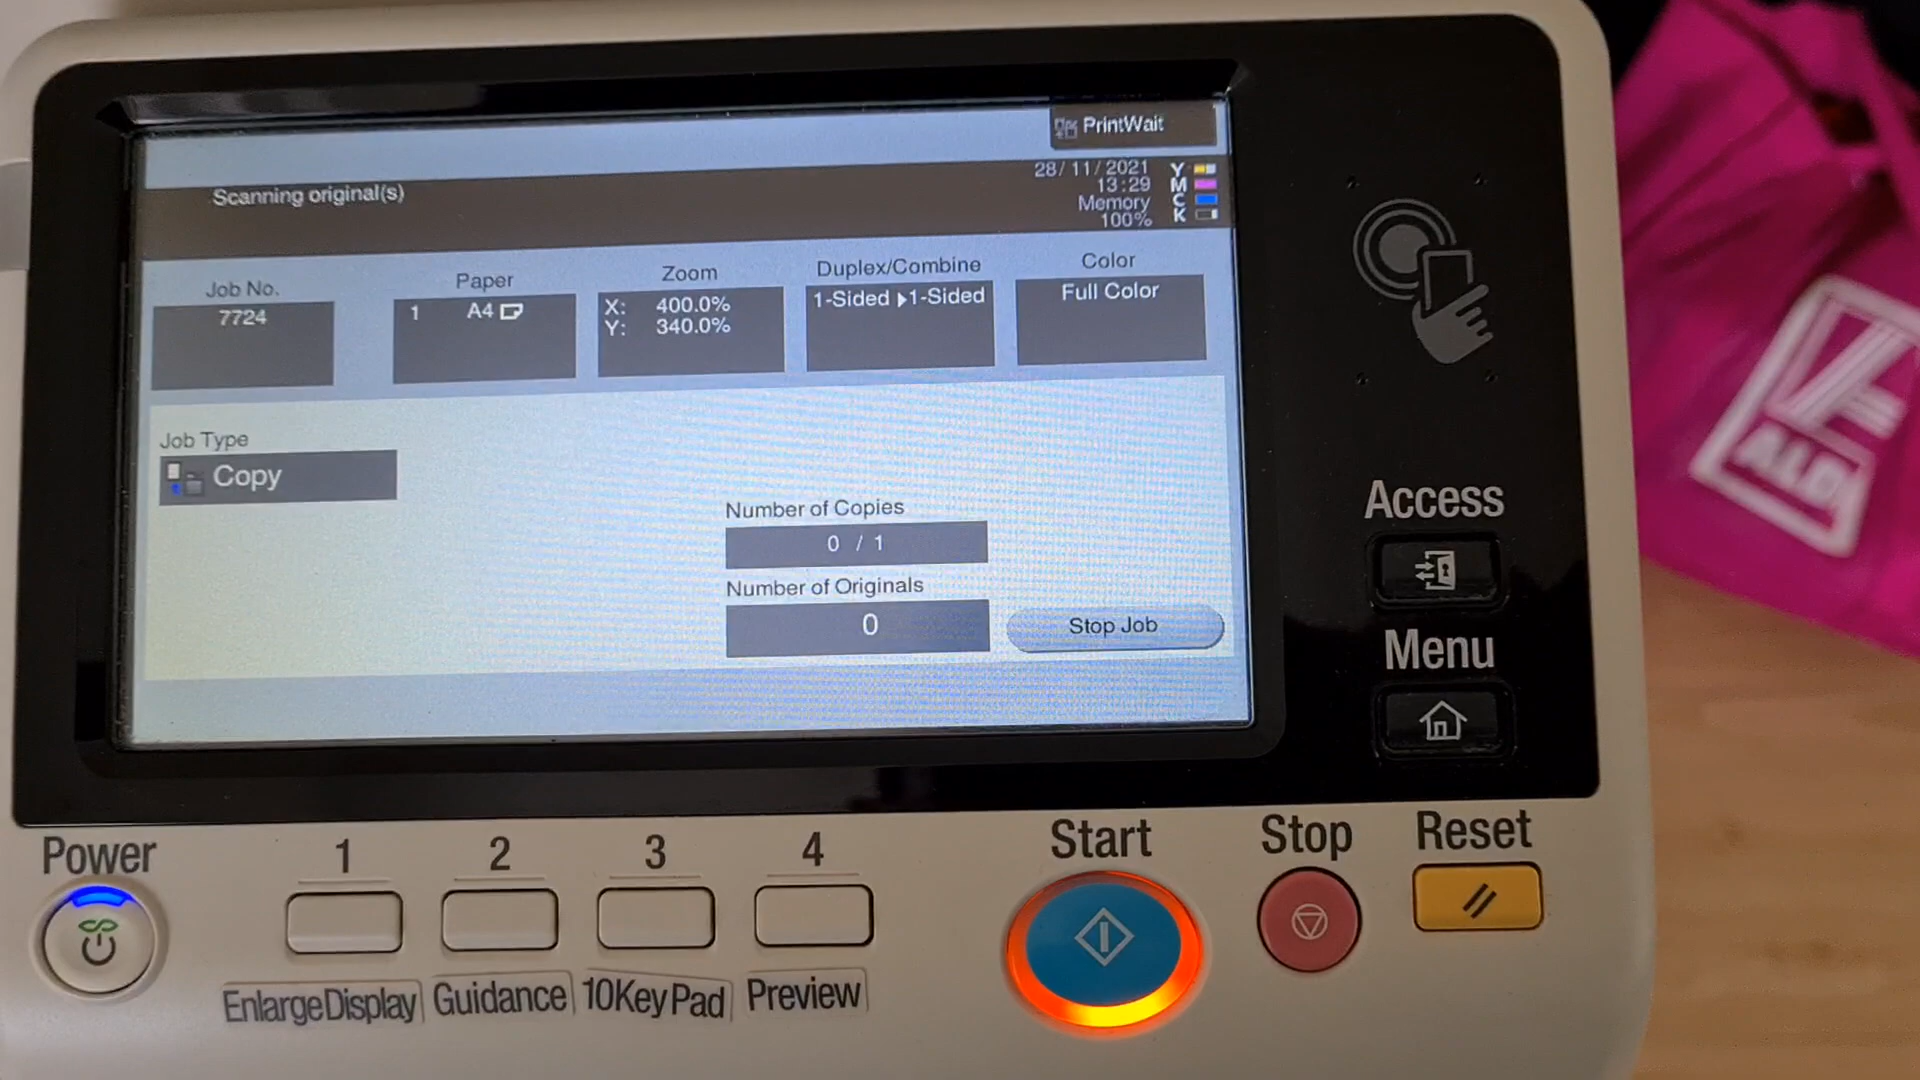 PrintWait
Scanning original(s)
28/11/2021
13:29
Memory
100%
Y
M
C
K
Job No.
7724
Paper
1 A4
Zoom
X: 400.0%
Y: 340.0%
Duplex/Combine
1-Sided ▶1-Sided
Color
Full Color
Job Type
Copy
Number of Copies
0 / 1
Number of Originals
0
Stop Job
Access
Menu
Power
1
2
3
4
Start
Stop
Reset
EnlargeDisplay
Guidance
10KeyPad
Preview
ALDI